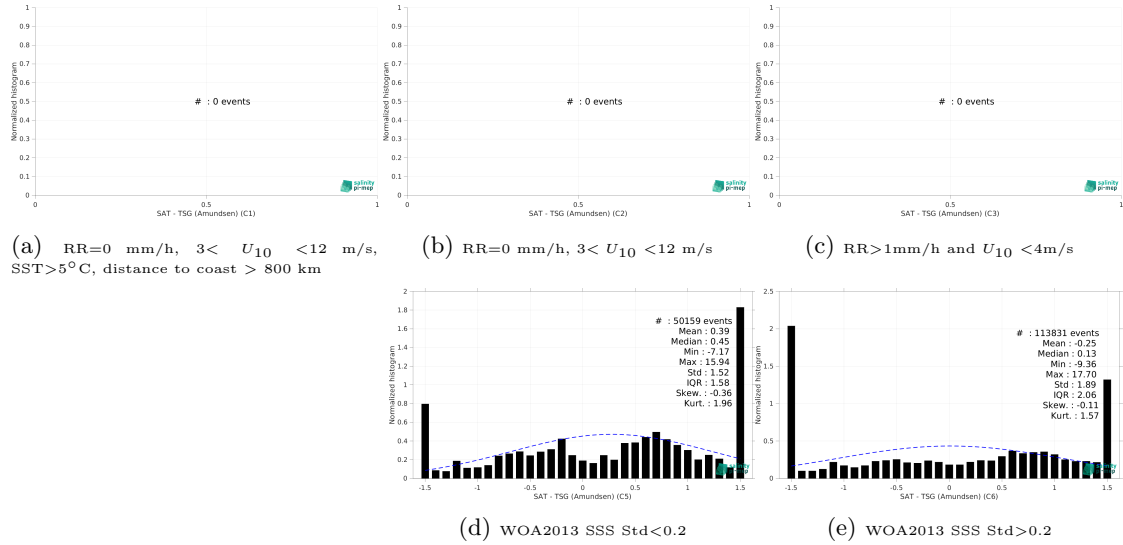 1
0.9
0.8
0.7
0.6
0.5
0.4
0.3
0.2
0.1
0
Normalized histogram
# : 0 events
salinity
pi-mep
0 0.5 1
SAT - TSG (Amundsen) (C1)
(a) RR=0 mm/h, 3< U10 <12 m/s,
SST>5°C, distance to coast > 800 km
1
0.9
0.8
0.7
0.6
0.5
0.4
0.3
0.2
0.1
0
Normalized histogram
# : 0 events
salinity
pi-mep
0 0.5 1
SAT - TSG (Amundsen) (C2)
(b) RR=0 mm/h, 3< U10 <12 m/s
1
0.9
0.8
0.7
0.6
0.5
0.4
0.3
0.2
0.1
0
Normalized histogram
# : 0 events
salinity
pi-mep
0 0.5 1
SAT - TSG (Amundsen) (C3)
(c) RR>1mm/h and U10 <4m/s
2
1.8
1.6
1.4
1.2
1
0.8
0.6
0.4
0.2
0
Normalized histogram
# : 50159 events
Mean : 0.39
Median : 0.45
Min : -7.17
Max : 15.94
Std : 1.52
IQR : 1.58
Skew. : -0.36
Kurt. : 1.96
salinity
pi-mep
-1.5 -1 -0.5 0 0.5 1 1.5
SAT - TSG (Amundsen) (C5)
(d) WOA2013 SSS Std<0.2
2.5
2
1.5
1
0.5
0
Normalized histogram
# : 113831 events
Mean : -0.25
Median : 0.13
Min : -9.36
Max : 17.70
Std : 1.89
IQR : 2.06
Skew. : -0.11
Kurt. : 1.57
salinity
pi-mep
-1.5 -1 -0.5 0 0.5 1 1.5
SAT - TSG (Amundsen) (C6)
(e) WOA2013 SSS Std>0.2